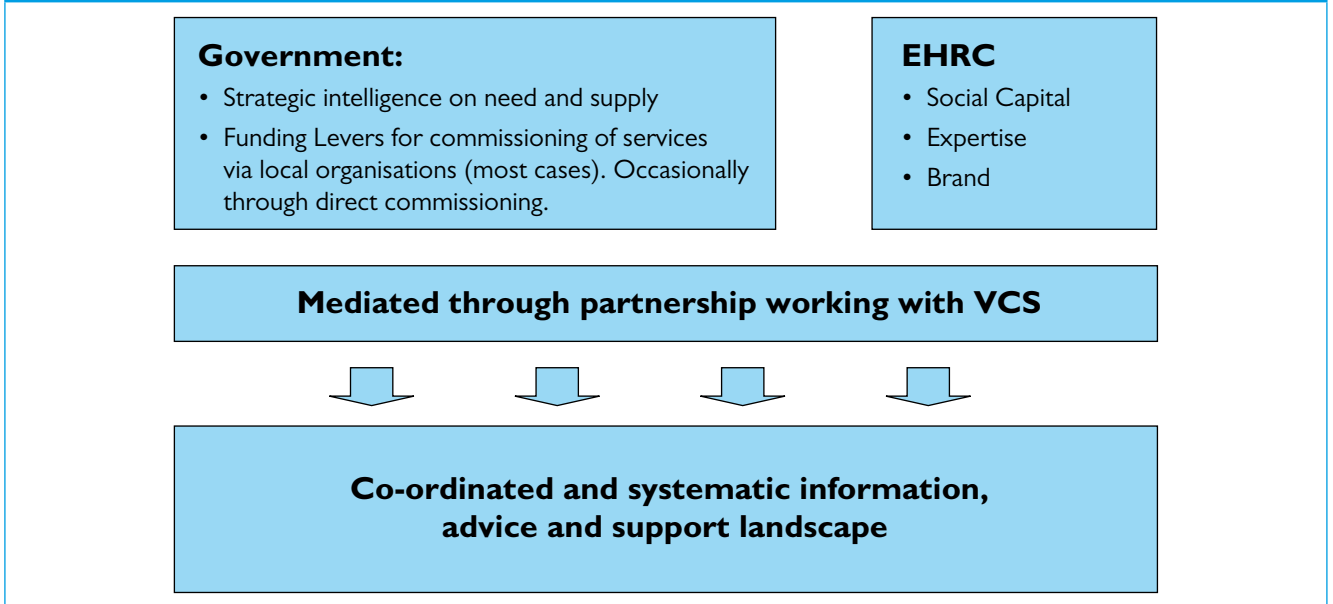 Government:
• Strategic intelligence on need and supply
• Funding Levers for commissioning of services
via local organisations (most cases). Occasionally
through direct commissioning.
EHRC
• Social Capital
• Expertise
• Brand
Mediated through partnership working with VCS
Co-ordinated and systematic information,
advice and support landscape